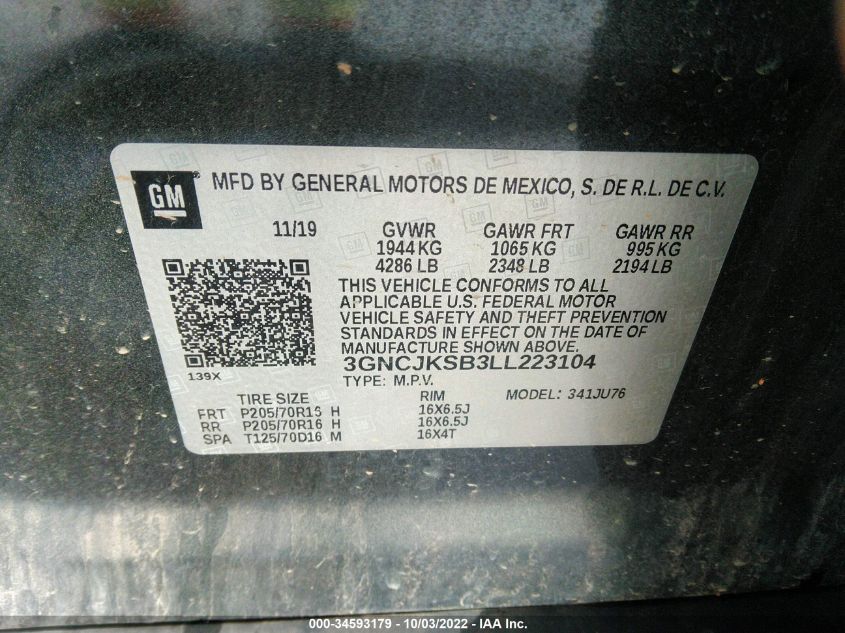 GM MFD BY GENERAL MOTORS DE MEXICO, S. DE R.L. DE C.V.
11/19 GVWR GAWR FRT GAWR RR
1944 KG 1065 KG 995 KG
4286 LB 2348 LB 2194 LB
THIS VEHICLE CONFORMS TO ALL
APPLICABLE U.S. FEDERAL MOTOR
VEHICLE SAFETY AND THEFT PREVENTION
STANDARDS IN EFFECT ON THE DATE OF
MANUFACTURE SHOWN ABOVE.
3GNCJKSB3LL223104
139X TYPE: M.P.V.
TIRE SIZE RIM MODEL: 341JU76
FRT P205/70R16 H 16X6.5J
RR P205/70R16 H 16X6.5J
SPA T125/70D16 M 16X4T
000-34593179 - 10/03/2022 - IAA Inc.